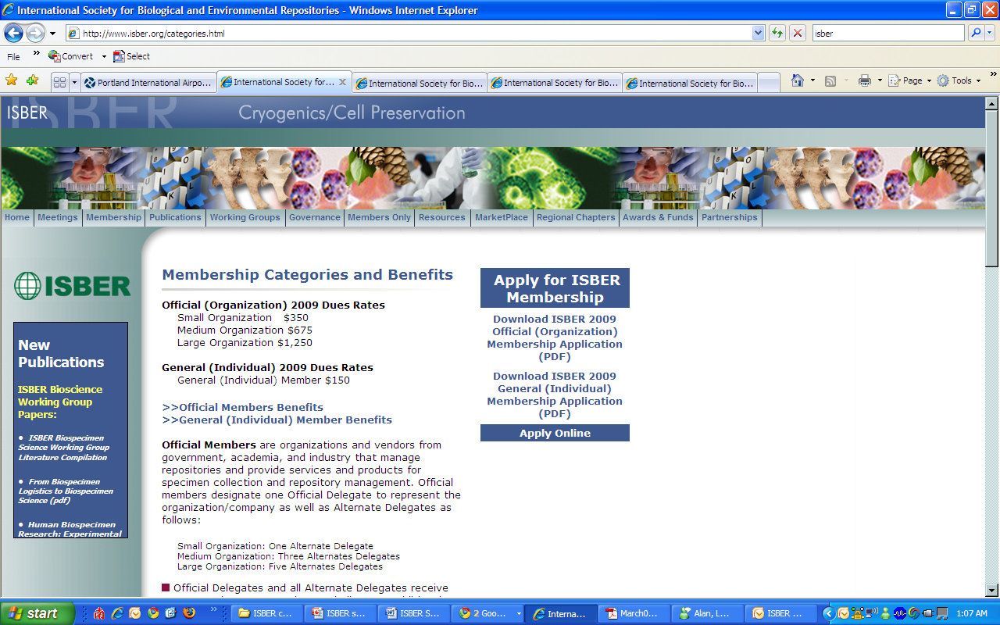 International Society for Biological and Environmental Repositories - Windows Internet Explorer
http://www.isber.org/categories.html
isber
File » Convert Select
Portland International Airpo...
International Society for...
International Society for Bio...
International Society for Bio...
International Society for Bio...
Page
Tools »
ISBER
ISBER
Cryogenics/Cell Preservation
Home
Meetings
Membership
Publications
Working Groups
Governance
Members Only
Resources
MarketPlace
Regional Chapters
Awards & Funds
Partnerships
ISBER
New
Publications
ISBER Bioscience
Working Group
Papers:
• ISBER Biospecimen
Science Working Group
Literature Compilation
• From Biospecimen
Logistics to Biospecimen
Science (pdf)
• Human Biospecimen
Research: Experimental
Membership Categories and Benefits
Official (Organization) 2009 Dues Rates
Small Organization $350
Medium Organization $675
Large Organization $1,250
General (Individual) 2009 Dues Rates
General (Individual) Member $150
>>Official Members Benefits
>>General (Individual) Member Benefits
Official Members are organizations and vendors from
government, academia, and industry that manage
repositories and provide services and products for
specimen collection and repository management. Official
members designate one Official Delegate to represent the
organization/company as well as Alternate Delegates as
follows:
Small Organization: One Alternate Delegate
Medium Organization: Three Alternates Delegates
Large Organization: Five Alternates Delegates
Official Delegates and all Alternate Delegates receive
Apply for ISBER
Membership
Download ISBER 2009
Official (Organization)
Membership Application
(PDF)
Download ISBER 2009
General (Individual)
Membership Application
(PDF)
Apply Online
start
»
ISBER c...
ISBER s...
ISBER S...
2 Goo...
Interna...
March0...
Alan, L...
ISBER ...
1:07 AM